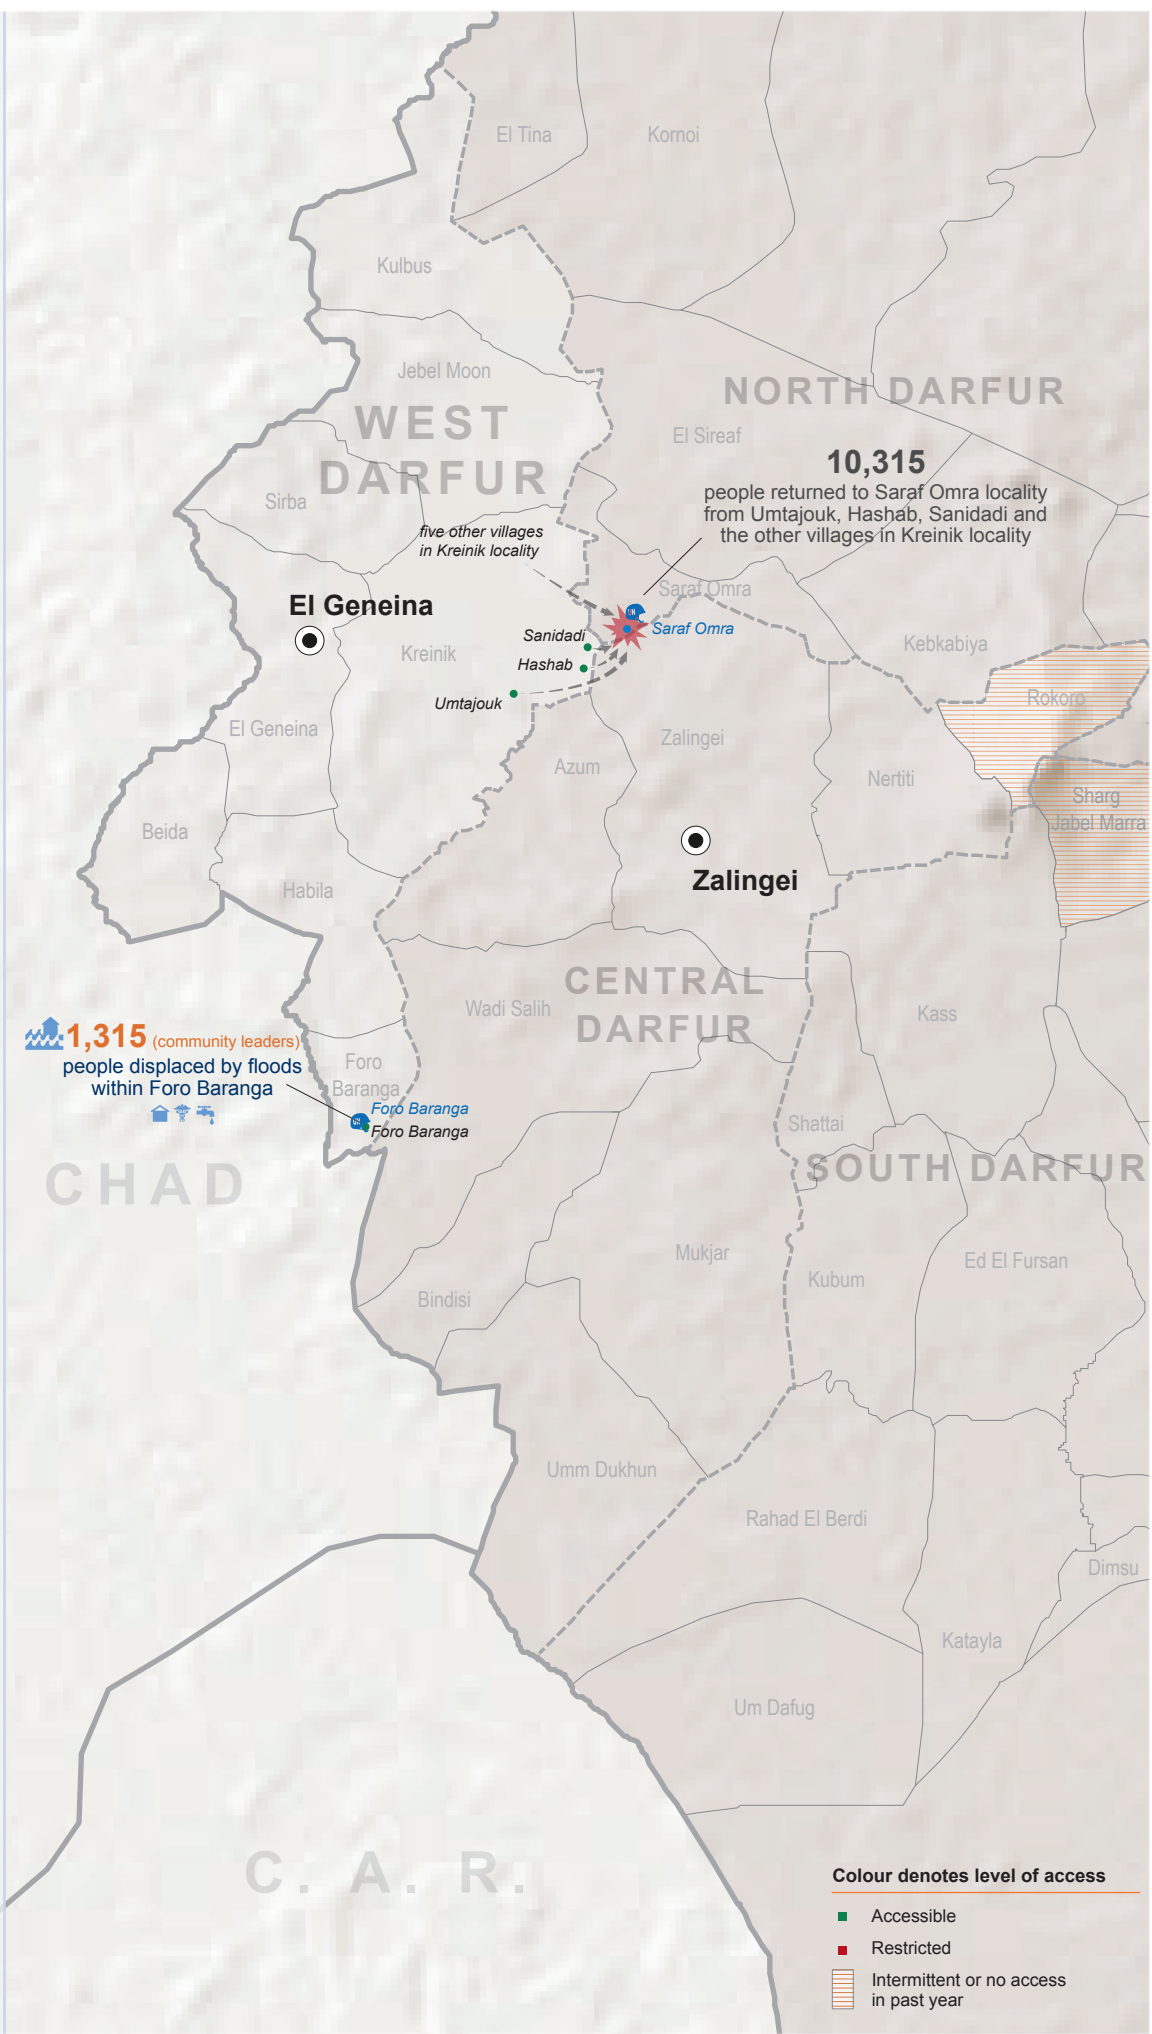 El Tina
Kornoi
Kulbus
Jebel Moon
NORTH DARFUR
WEST
DARFUR
El Sireaf
10,315
people returned to Saraf Omra locality
from Umtajouk, Hashab, Sanidadi and
the other villages in Kreinik locality
Sirba
five other villages
in Kreinik locality
Saraf Omra
El Geneina
Saraf Omra
Sanidadi
Kebkabiya
Kreinik
Hashab
Umtajouk
Rokoro
El Geneina
Zalingei
Azum
Nertiti
Sharg
Jabel Marra
Beida
Zalingei
Habila
CENTRAL
DARFUR
Wadi Salih
Kass
1,315 (community leaders)
people displaced by floods
within Foro Baranga
Foro
Baranga
Foro Baranga
Foro Baranga
Shattai
CHAD
SOUTH DARFUR
Mukjar
Ed El Fursan
Kubum
Bindisi
Umm Dukhun
Rahad El Berdi
Dimsu
Katayla
Um Dafug
C. A. R.
Colour denotes level of access
Accessible
Restricted
Intermittent or no access
in past year